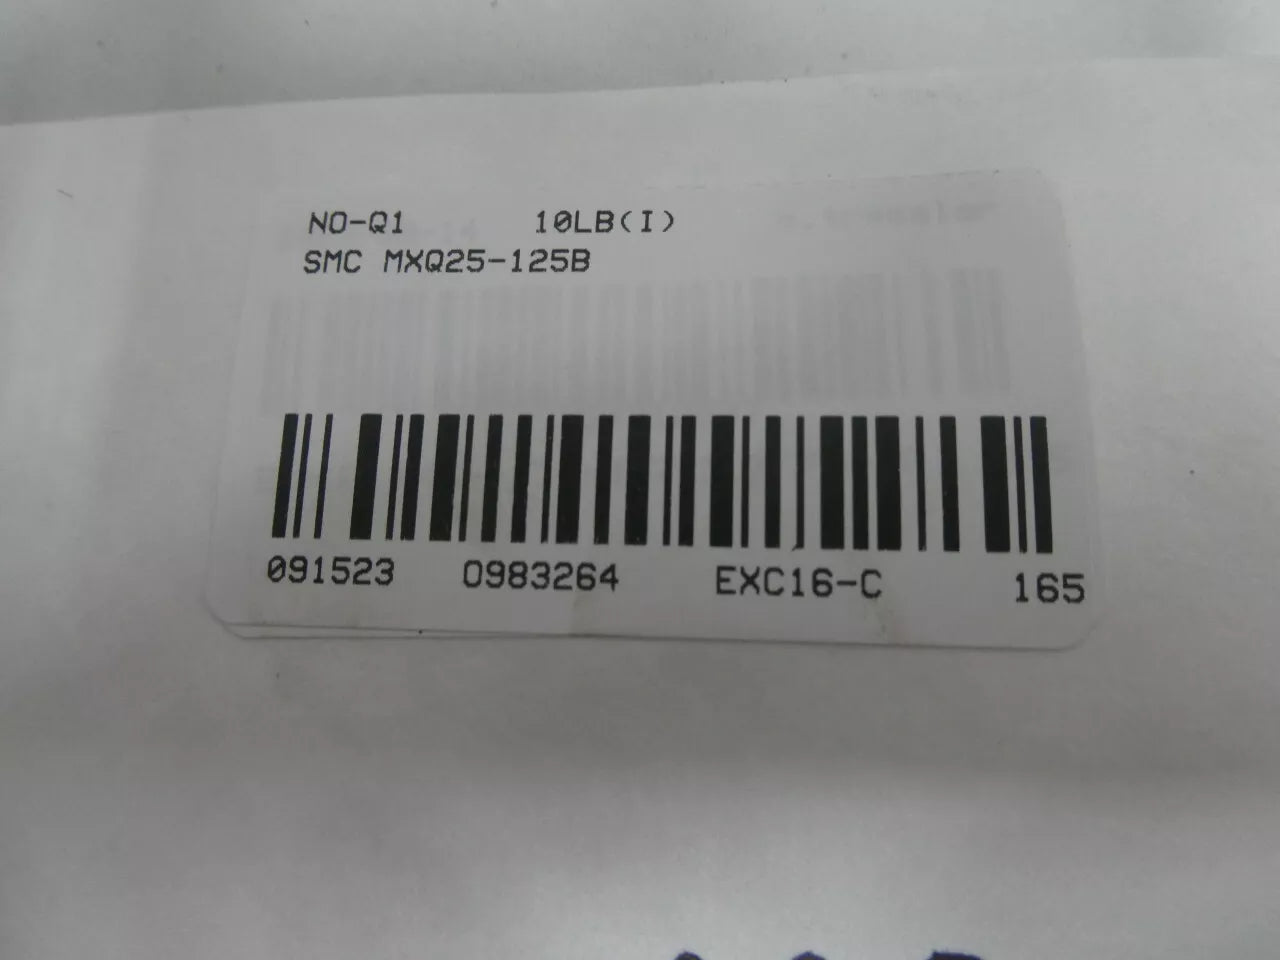 NO-Q1 10LB(I)
SMC MXQ25-125B
091523 0983264 EXC16-C 165